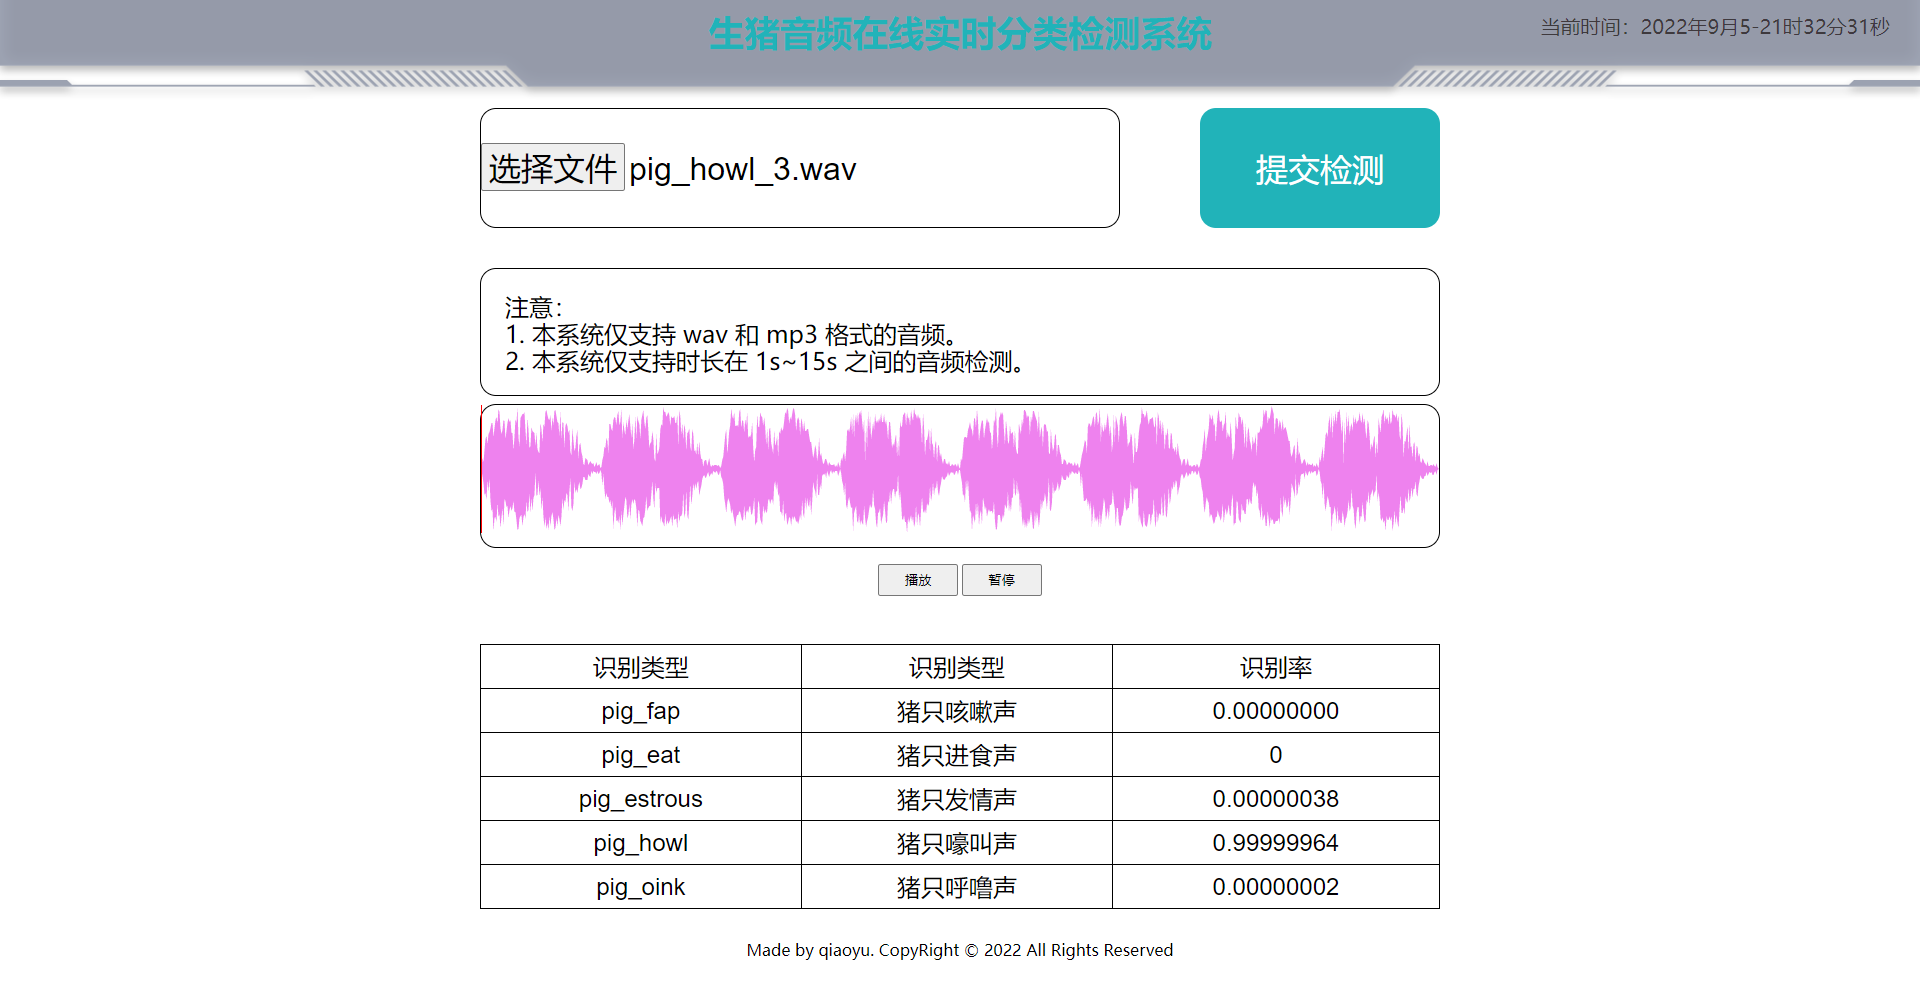 生猪音频在线实时分类检测系统
当前时间：2022年9月5-21时32分31秒
选择文件 pig_howl_3.wav
提交检测
注意：
1. 本系统仅支持 wav 和 mp3 格式的音频。
2. 本系统仅支持时长在 1s~15s 之间的音频检测。
播放 暂停
识别类型 识别类型 识别率
pig_fap 猪只咳嗽声 0.00000000
pig_eat 猪只进食声 0
pig_estrous 猪只发情声 0.00000038
pig_howl 猪只嚎叫声 0.99999964
pig_oink 猪只呼噜声 0.00000002
Made by qiaoyu. CopyRight © 2022 All Rights Reserved